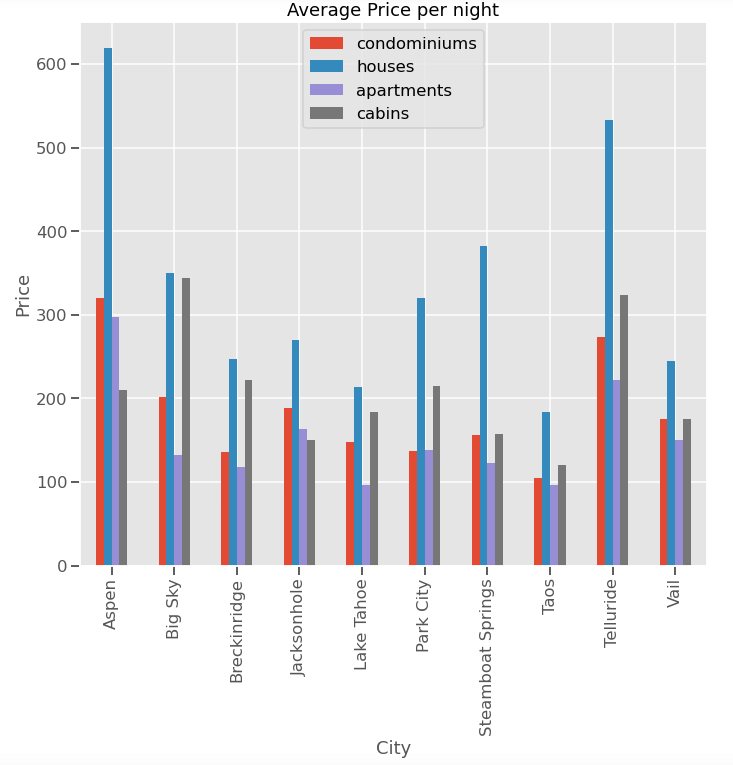 Average Price per night
condominiums
houses
apartments
cabins
Price
600
500
400
300
200
100
0
Aspen
Big Sky
Breckinridge
Jacksonhole
Lake Tahoe
Park City
Steamboat Springs
Taos
Telluride
Vail
City